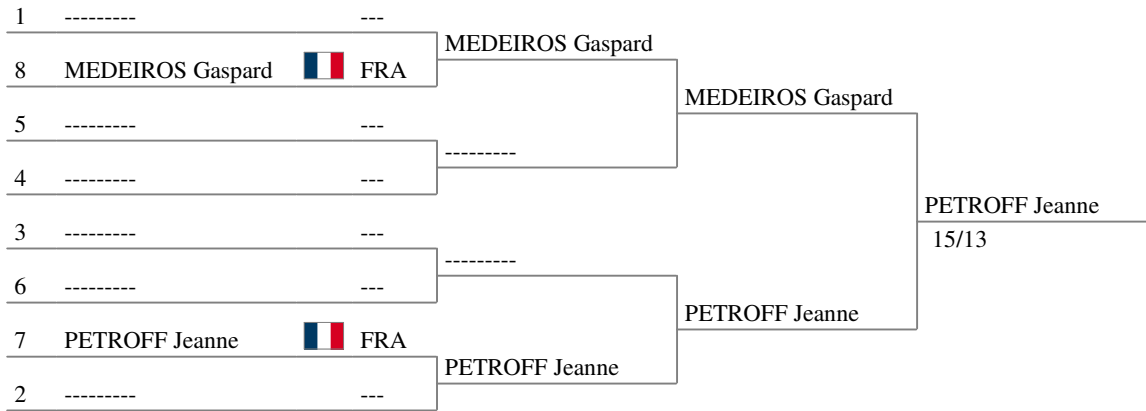 1 --------- ---
MEDEIROS Gaspard
8 MEDEIROS Gaspard FRA
MEDEIROS Gaspard
5 --------- ---
---------
4 --------- ---
PETROFF Jeanne
15/13
3 --------- ---
---------
6 --------- ---
PETROFF Jeanne
7 PETROFF Jeanne FRA
PETROFF Jeanne
2 --------- ---